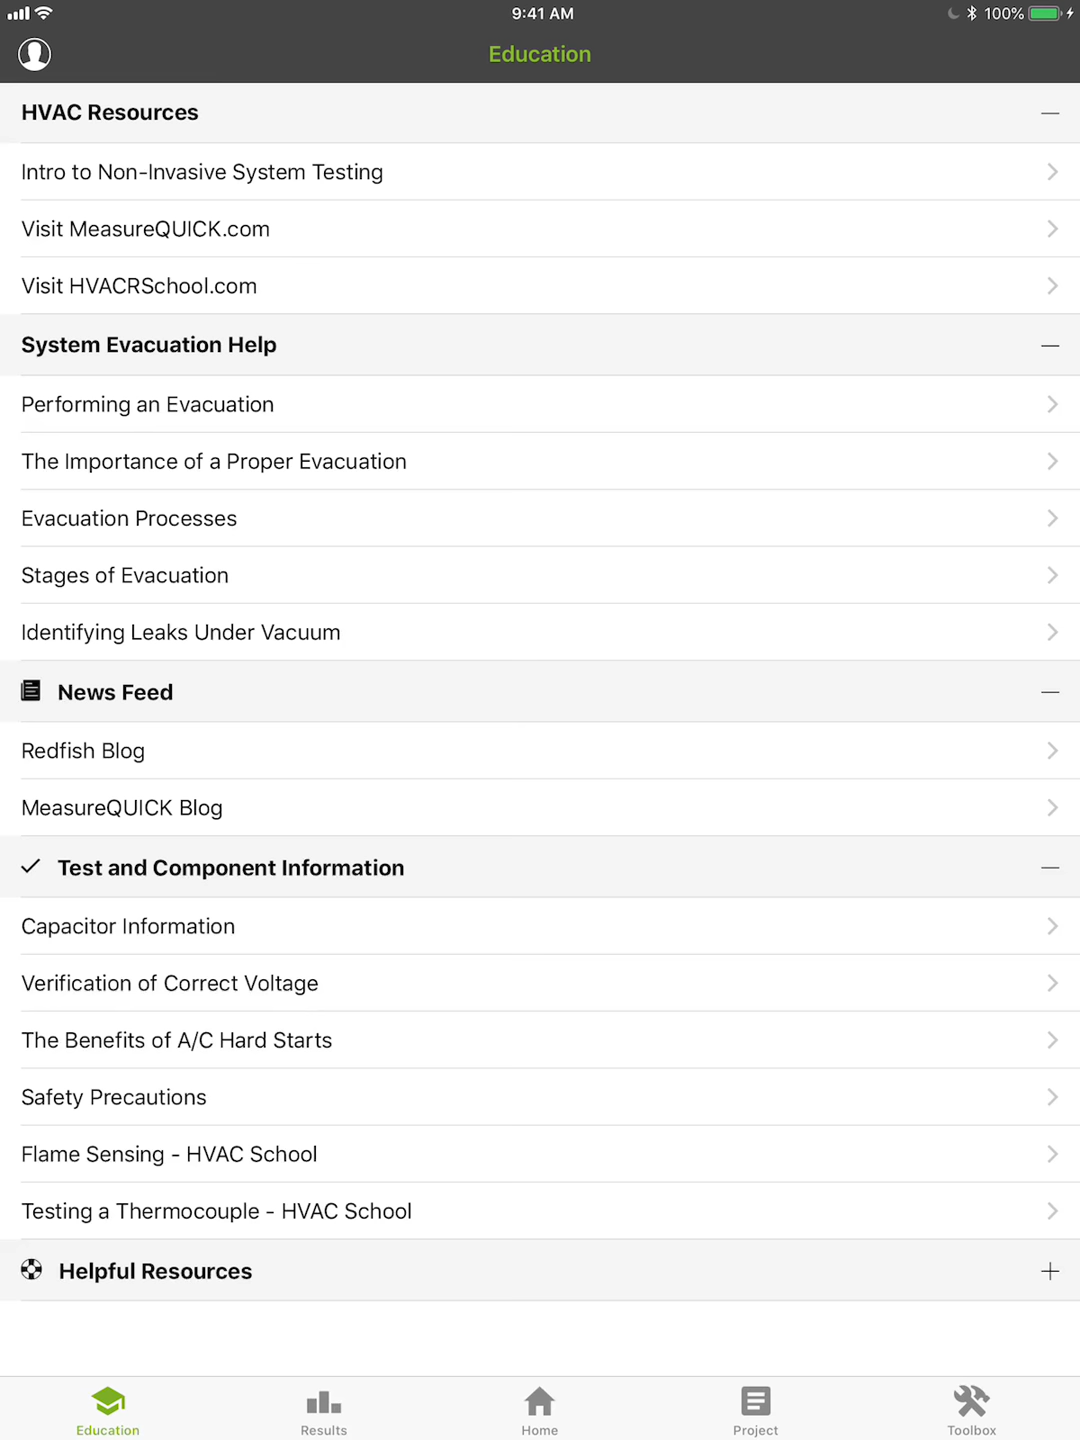 9:41 AM
100%
Education
HVAC Resources
Intro to Non-Invasive System Testing
Visit MeasureQUICK.com
Visit HVACRSchool.com
System Evacuation Help
Performing an Evacuation
The Importance of a Proper Evacuation
Evacuation Processes
Stages of Evacuation
Identifying Leaks Under Vacuum
News Feed
Redfish Blog
MeasureQUICK Blog
Test and Component Information
Capacitor Information
Verification of Correct Voltage
The Benefits of A/C Hard Starts
Safety Precautions
Flame Sensing - HVAC School
Testing a Thermocouple - HVAC School
Helpful Resources
Education
Results
Home
Project
Toolbox